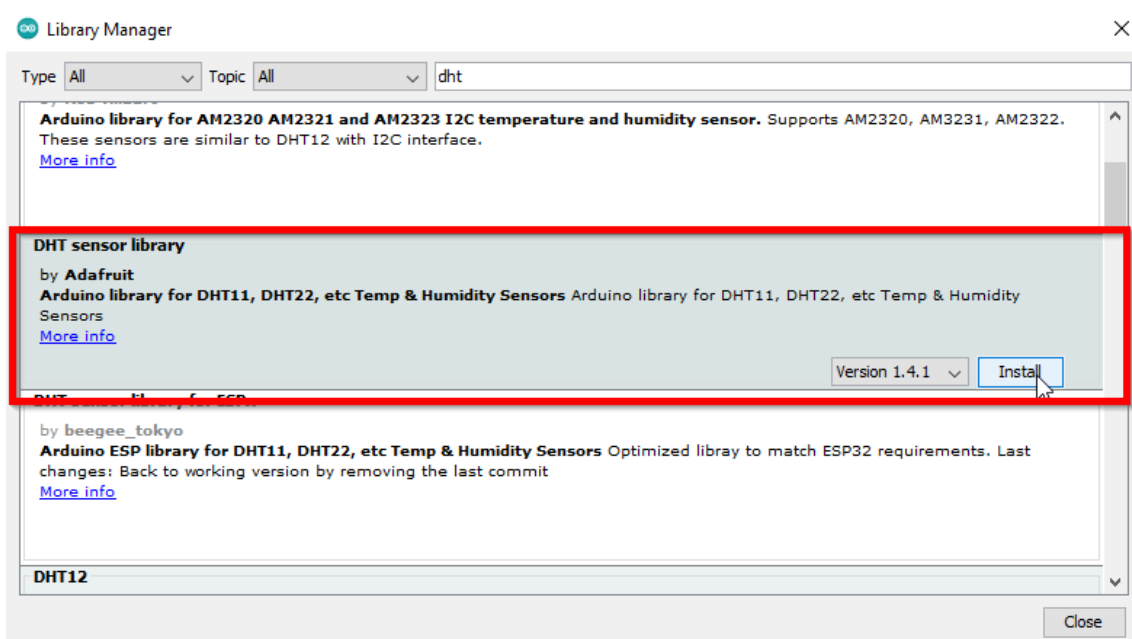 Library Manager
Type All Topic All dht
Arduino library for AM2320 AM2321 and AM2323 I2C temperature and humidity sensor. Supports AM2320, AM3231, AM2322.
These sensors are similar to DHT12 with I2C interface.
More info
DHT sensor library
by Adafruit
Arduino library for DHT11, DHT22, etc Temp & Humidity Sensors Arduino library for DHT11, DHT22, etc Temp & Humidity
Sensors
More info
Version 1.4.1 Install
DHT sensor library for ESPx
by beegee_tokyo
Arduino ESP library for DHT11, DHT22, etc Temp & Humidity Sensors Optimized libray to match ESP32 requirements. Last
changes: Back to working version by removing the last commit
More info
DHT12
Close